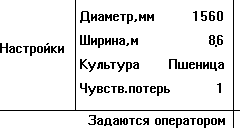 Диаметр,мм 1560
Ширина,м 8,6
Настройки
Культура Пшеница
Чувств.потерь 1
Задаются оператором